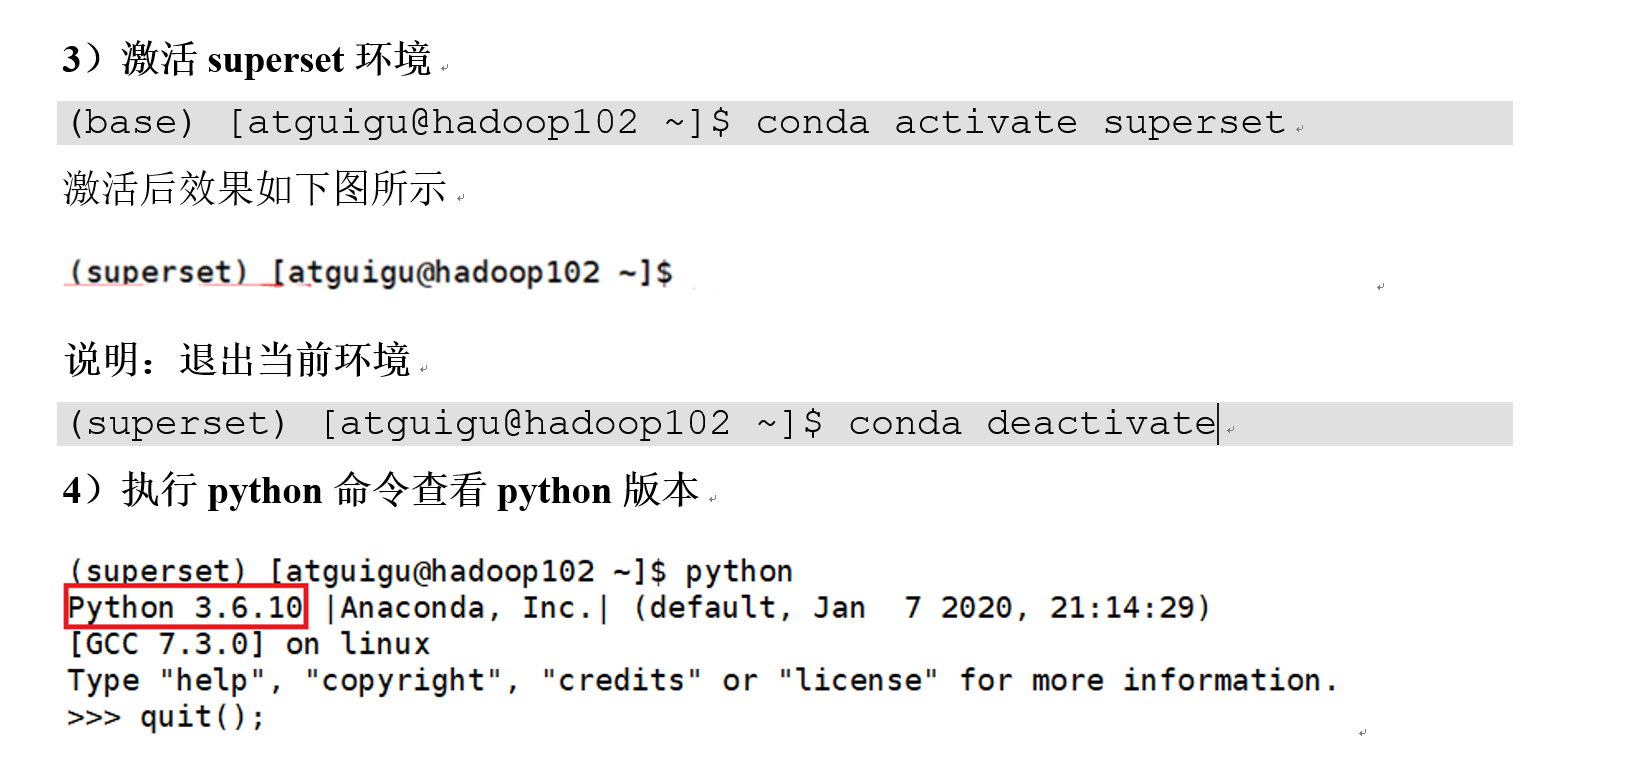 3）激活 superset 环境
(base) [atguigu@hadoop102 ~]$ conda activate superset
激活后效果如下图所示
(superset) [atguigu@hadoop102 ~]$
说明：退出当前环境
(superset) [atguigu@hadoop102 ~]$ conda deactivate
4）执行 python 命令查看 python 版本
(superset) [atguigu@hadoop102 ~]$ python
Python 3.6.10 |Anaconda, Inc.| (default, Jan  7 2020, 21:14:29)
[GCC 7.3.0] on linux
Type "help", "copyright", "credits" or "license" for more information.
>>> quit();